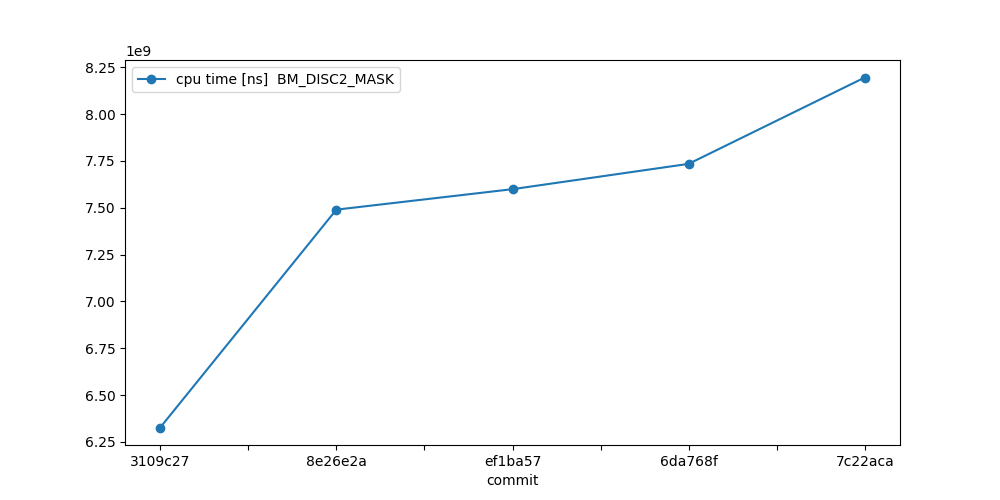 1e9
cpu time [ns]  BM_DISC2_MASK
8.25
8.00
7.75
7.50
7.25
7.00
6.75
6.50
6.25
3109c27 8e26e2a ef1ba57 6da768f 7c22aca
commit